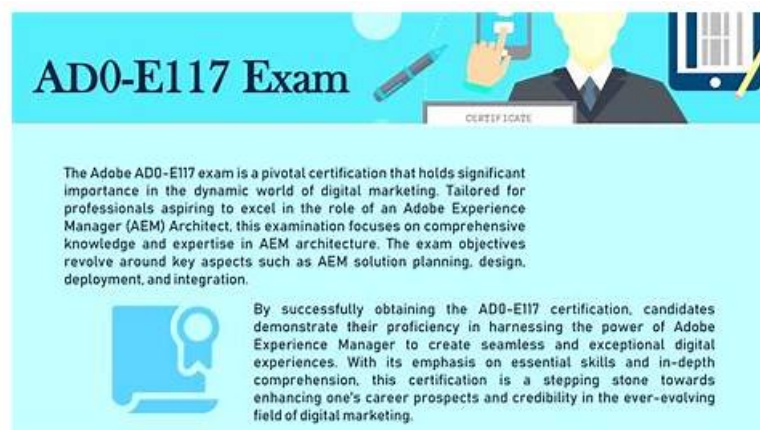 AD0-E117 Exam
CERTIFICATE
The Adobe AD0-E117 exam is a pivotal certification that holds significant
importance in the dynamic world of digital marketing. Tailored for
professionals aspiring to excel in the role of an Adobe Experience
Manager (AEM) Architect, this examination focuses on comprehensive
knowledge and expertise in AEM architecture. The exam objectives
revolve around key aspects such as AEM solution planning, design,
deployment, and integration.
By successfully obtaining the AD0-E117 certification, candidates
demonstrate their proficiency in harnessing the power of Adobe
Experience Manager to create seamless and exceptional digital
experiences. With its emphasis on essential skills and in-depth
comprehension, this certification is a stepping stone towards
enhancing one's career prospects and credibility in the ever-evolving
field of digital marketing.